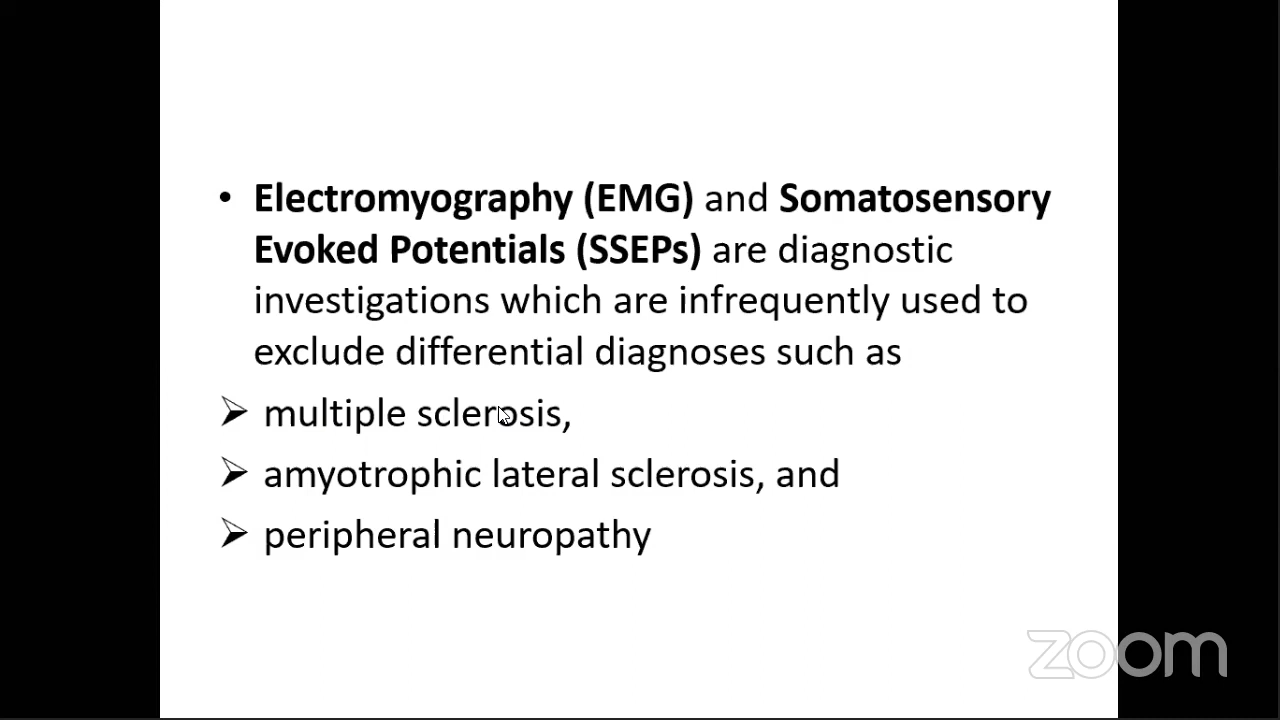 • Electromyography (EMG) and Somatosensory
Evoked Potentials (SSEPs) are diagnostic
investigations which are infrequently used to
exclude differential diagnoses such as
➢ multiple sclerosis,
➢ amyotrophic lateral sclerosis, and
➢ peripheral neuropathy
zoom